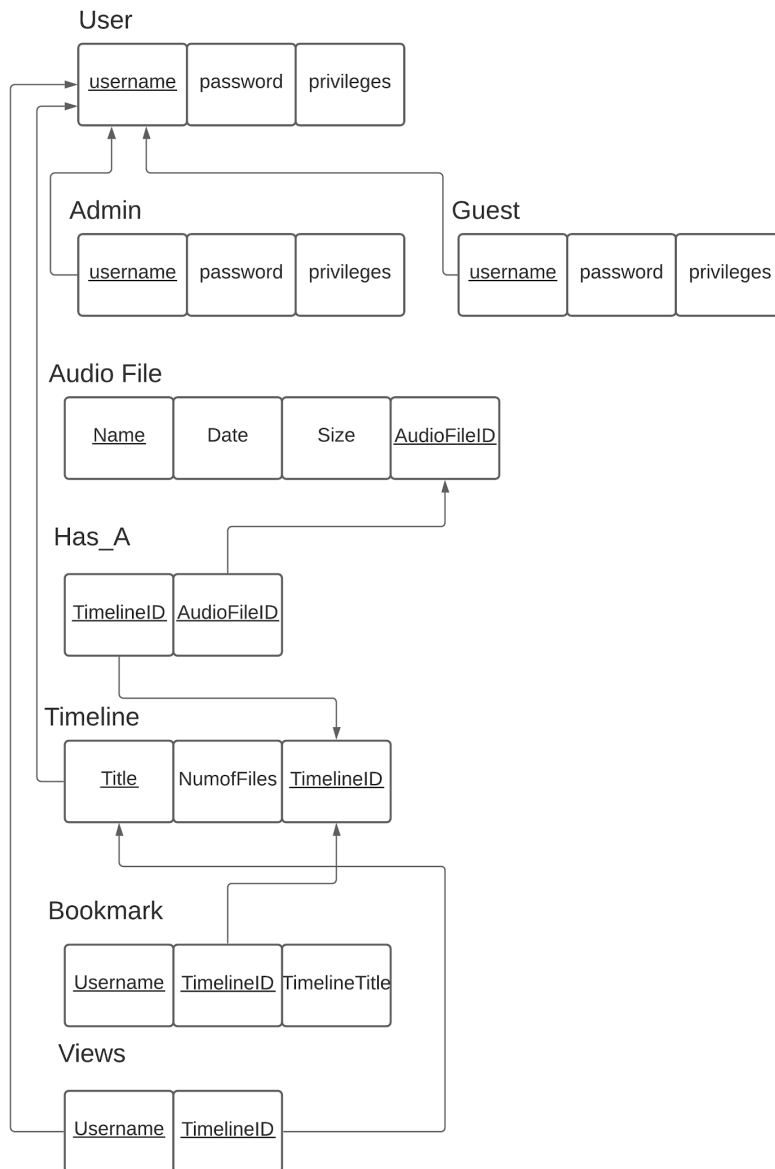 User
username password privileges
Admin
Guest
username password privileges
username password privileges
Audio File
Name Date Size AudioFileID
Has_A
TimelineID AudioFileID
Timeline
Title NumofFiles TimelineID
Bookmark
Username TimelineID TimelineTitle
Views
Username TimelineID